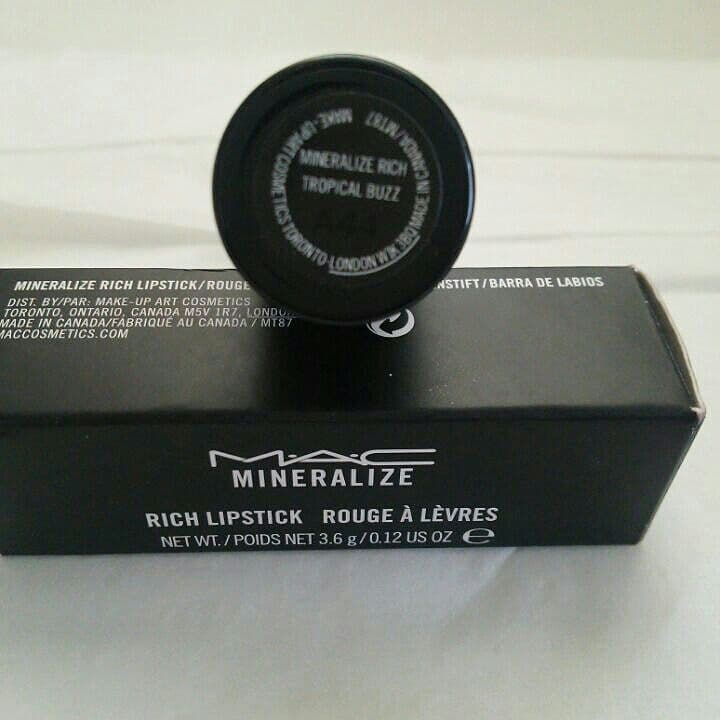 MAKE-UP ART COSMETICS TORONTO-LONDON W1K 3BQ MADE IN CANADA/MT87
MINERALIZE RICH
TROPICAL BUZZ
A44
MINERALIZE RICH LIPSTICK/ROUGE
NSTIFT/BARRA DE LABIOS
DIST. BY/PAR: MAKE-UP ART COSMETICS
TORONTO, ONTARIO, CANADA M5V 1R7, LONDO
MADE IN CANADA/FABRIQUÉ AU CANADA / MT87
MACCOSMETICS.COM
M·A·C
MINERALIZE
RICH LIPSTICK ROUGE À LÈVRES
NET WT. / POIDS NET 3.6 g / 0.12 US OZ e